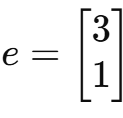 e = [3
1]